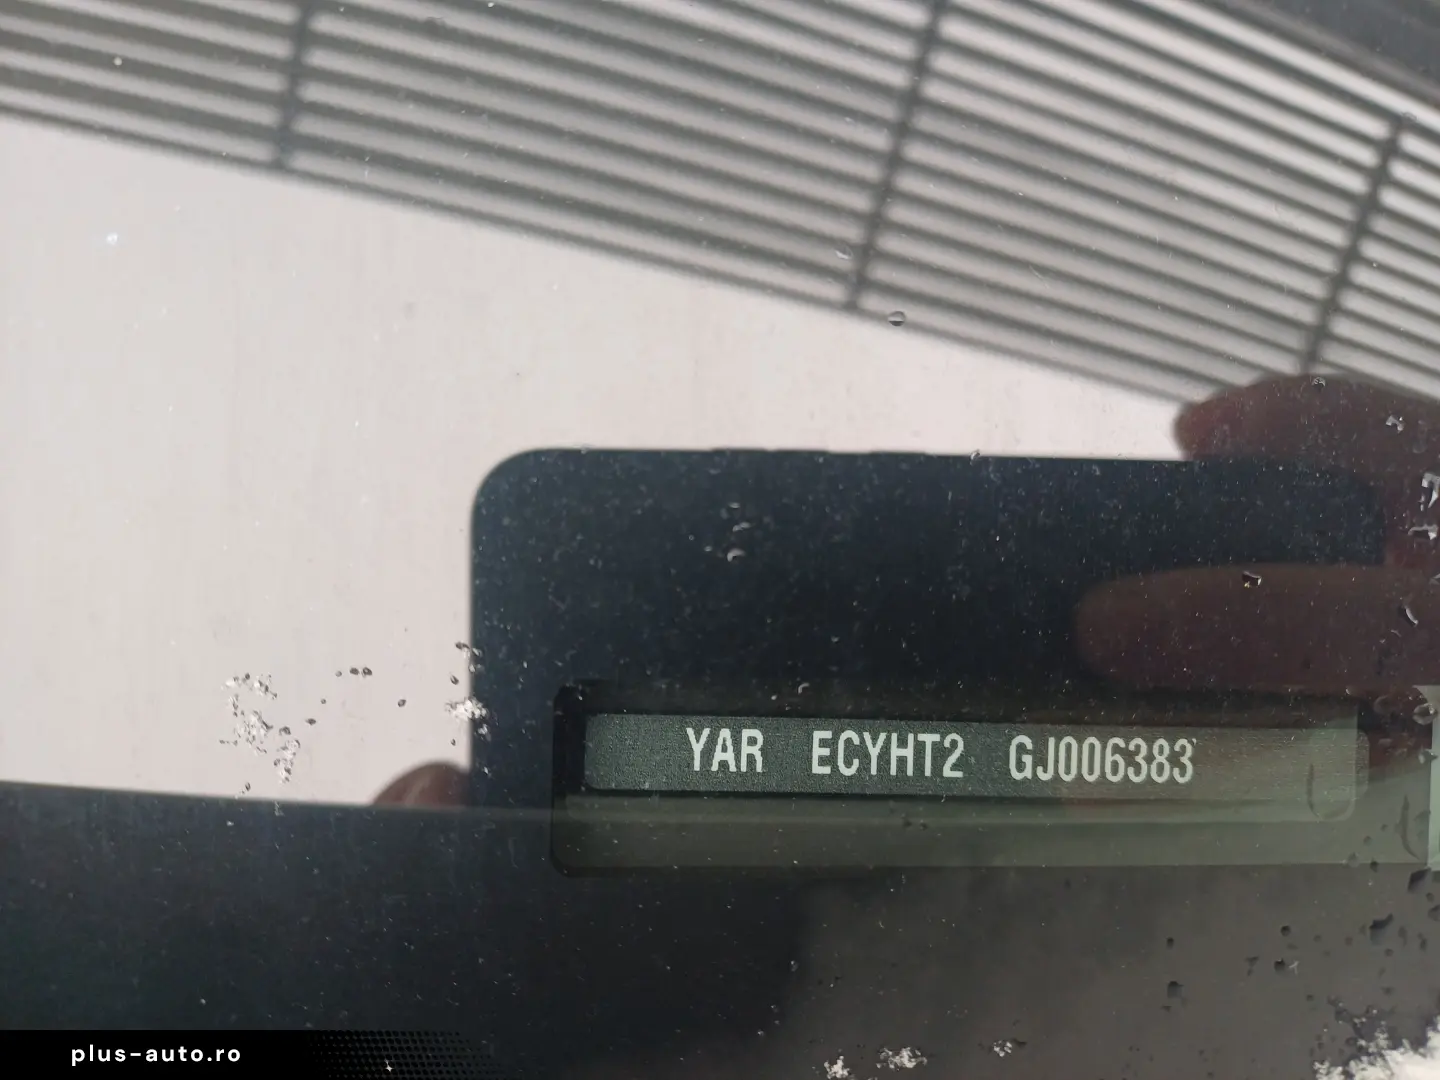 YAR ECYHT2 GJ006383
plus-auto.ro